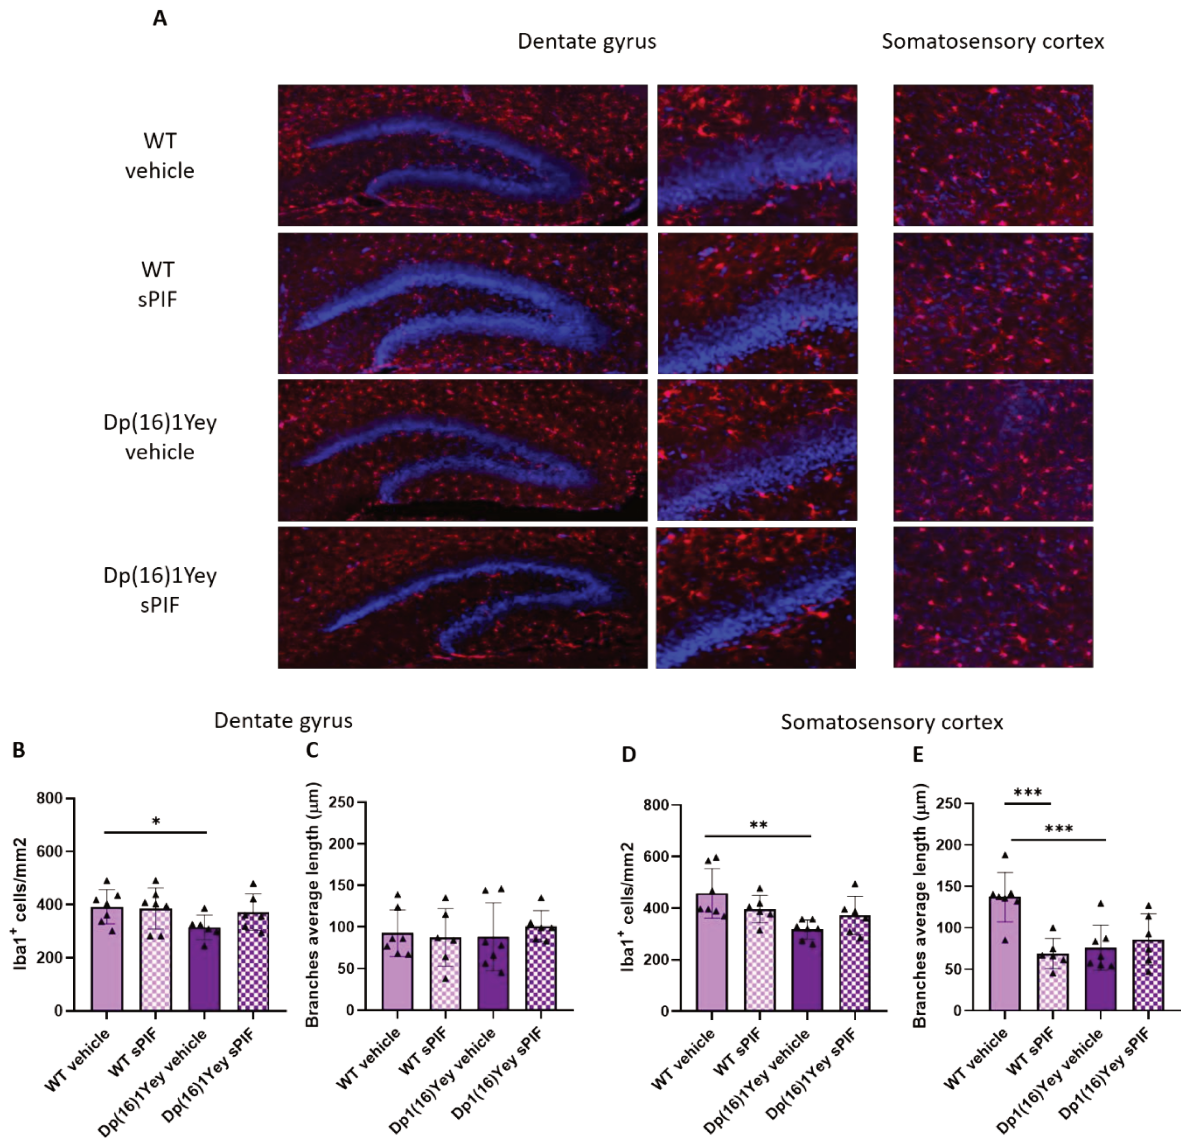 A
Dentate gyrus
Somatosensory cortex
WT
vehicle
WT
sPIF
Dp(16)1Yey
vehicle
Dp(16)1Yey
sPIF
Dentate gyrus
Somatosensory cortex
B
Iba1+ cells/mm2
800
600
400
200
0
*
WT vehicle
WT sPIF
Dp(16)1Yey vehicle
Dp(16)1Yey sPIF
C
Branches average length (μm)
250
200
150
100
50
0
WT vehicle
WT sPIF
Dp1(16)Yey vehicle
Dp1(16)Yey sPIF
D
Iba1+ cells/mm2
800
600
400
200
0
**
WT vehicle
WT sPIF
Dp(16)1Yey vehicle
Dp(16)1Yey sPIF
E
Branches average length (μm)
250
200
150
100
50
0
***
***
WT vehicle
WT sPIF
Dp1(16)Yey vehicle
Dp1(16)Yey sPIF